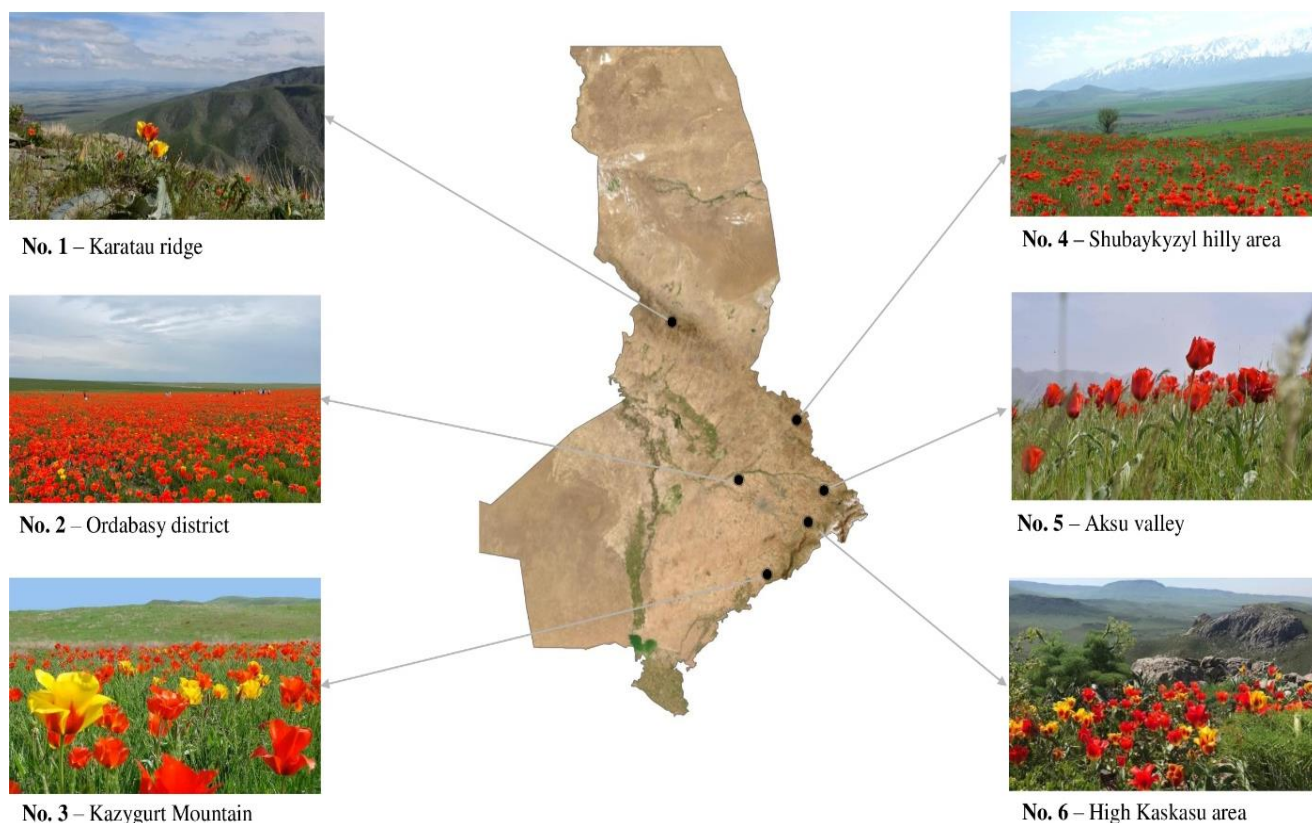 No. 1 – Karatau ridge
No. 2 – Ordabasy district
No. 3 – Kazygurt Mountain
No. 4 – Shubaykyzyl hilly area
No. 5 – Aksu valley
No. 6 – High Kaskasu area